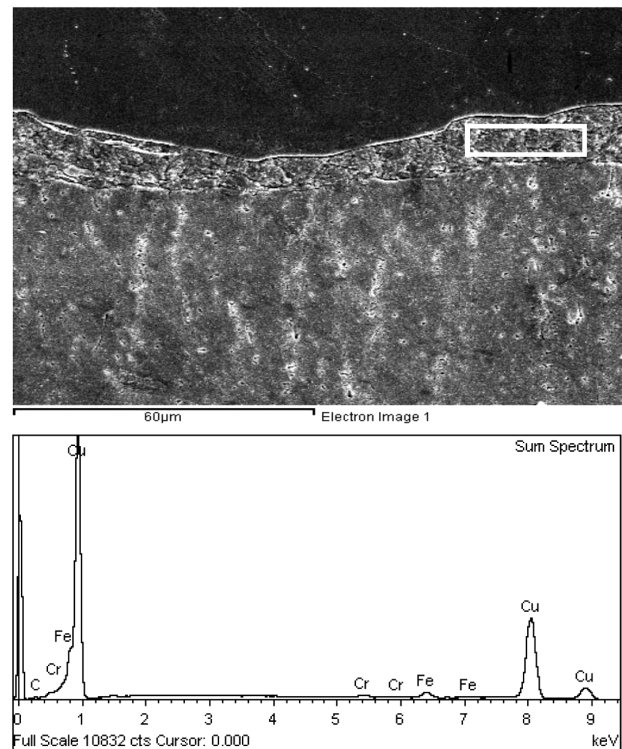 60µm Electron Image 1
Sum Spectrum
Cu
Fe
Cr
C
Cr Cr Fe Fe Cu Cu
0 1 2 3 4 5 6 7 8 9
Full Scale 10832 cts Cursor: 0.000 keV